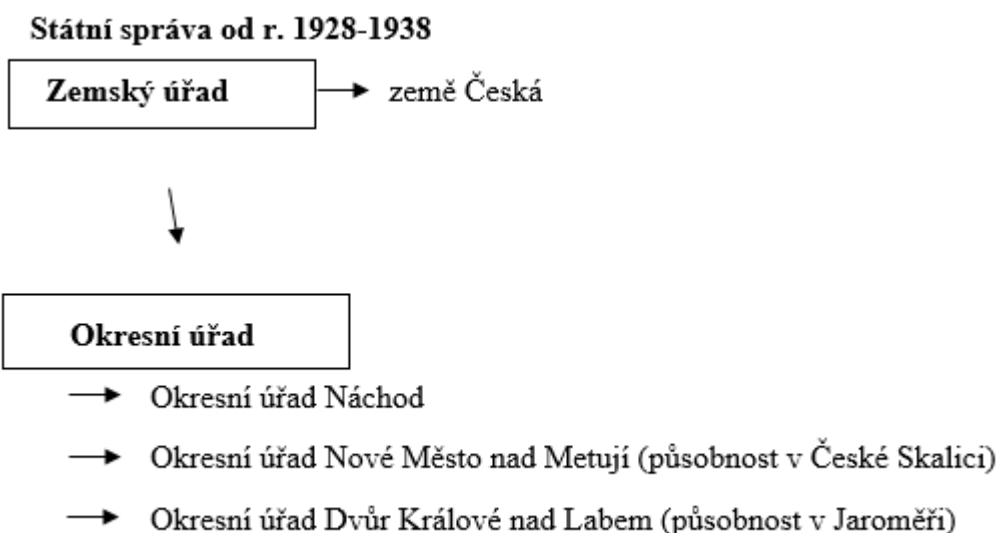 Státní správa od r. 1928-1938
Zemský úřad
země Česká
Okresní úřad
Okresní úřad Náchod
Okresní úřad Nové Město nad Metují (působnost v České Skalici)
Okresní úřad Dvůr Králové nad Labem (působnost v Jaroměři)